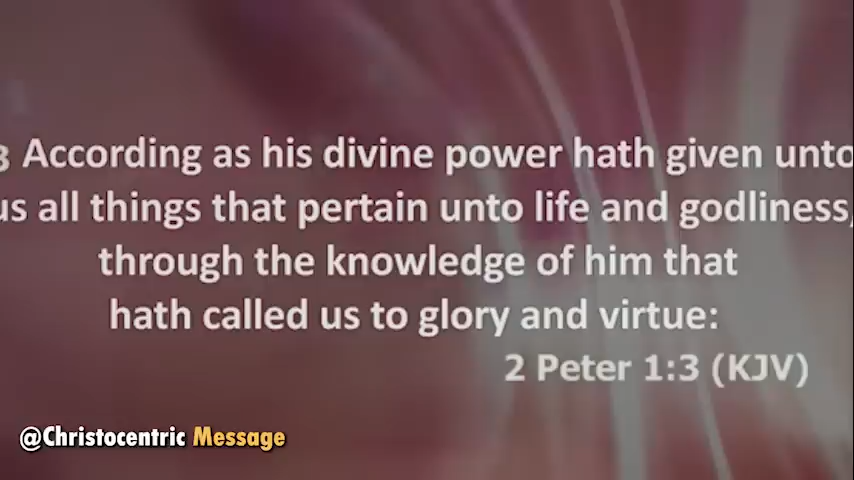 3 According as his divine power hath given unto
us all things that pertain unto life and godliness,
through the knowledge of him that
hath called us to glory and virtue:
2 Peter 1:3 (KJV)
@Christocentric Message